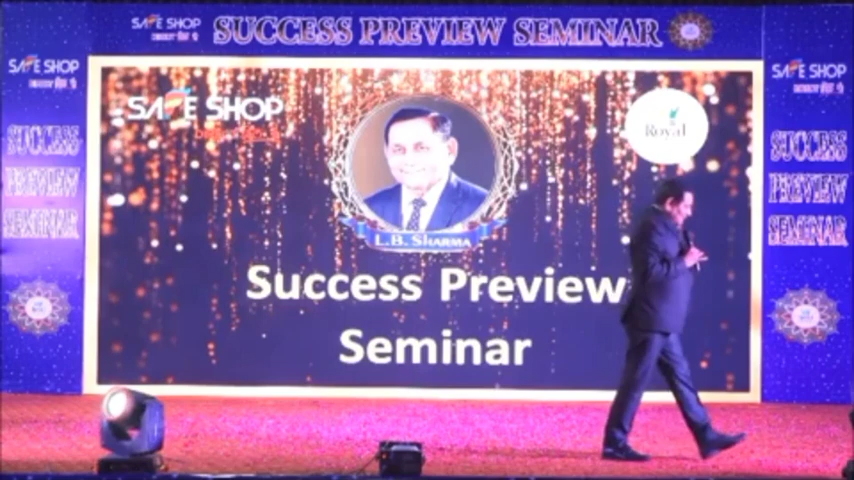 SAFE SHOP
SUCCESS PREVIEW SEMINAR
SAFE SHOP
SUCCESS
PREVIEW
SEMINAR
SAFE SHOP
Royal
L.B. SHARMA
Success Preview
Seminar
SAFE SHOP
SUCCESS
PREVIEW
SEMINAR